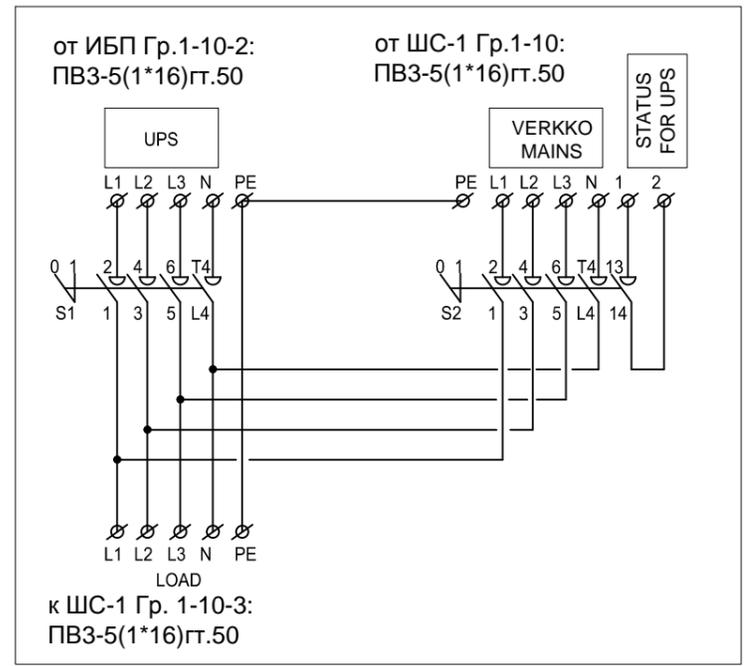 от ИБП Гр.1-10-2:
ПВ3-5(1*16)гт.50
от ШС-1 Гр.1-10:
ПВ3-5(1*16)гт.50
STATUS
FOR UPS
UPS
VERKKO
MAINS
L1 L2 L3 N PE
PE L1 L2 L3 N 1 2
0 1 2 4 6 T4
S1 1 3 5 L4
0 1 2 4 6 T4 13
S2 1 3 5 L4 14
L1 L2 L3 N PE
LOAD
к ШС-1 Гр. 1-10-3:
ПВ3-5(1*16)гт.50